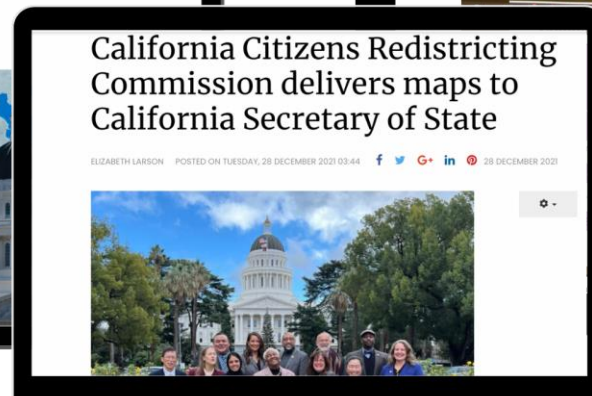 California Citizens Redistricting
Commission delivers maps to
California Secretary of State
ELIZABETH LARSON POSTED ON TUESDAY, 28 DECEMBER 2021 03:44 f G+ in 28 DECEMBER 2021